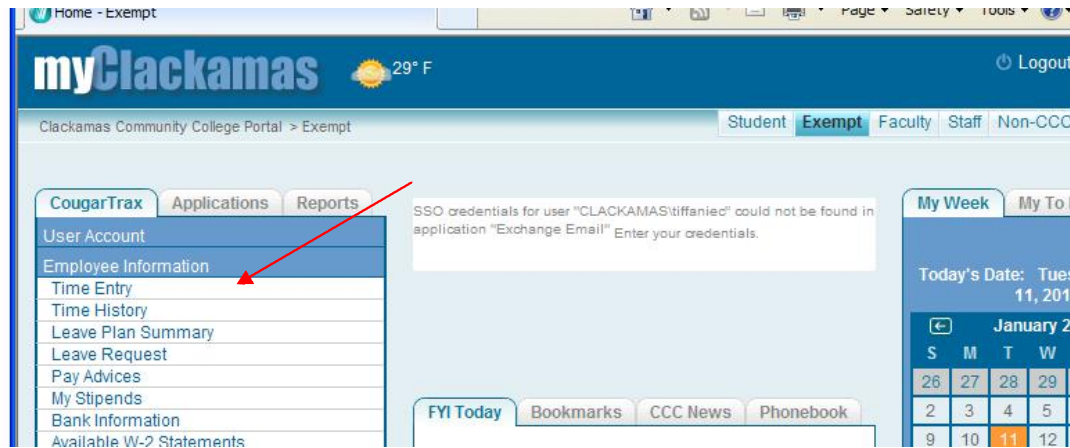 Home - Exempt
Page Safety Tools
myClackamas 29° F
Logout
Clackamas Community College Portal > Exempt
Student Exempt Faculty Staff Non-CCC
CougarTrax Applications Reports
User Account
Employee Information
Time Entry
Time History
Leave Plan Summary
Leave Request
Pay Advices
My Stipends
Bank Information
Available W-2 Statements
SSO credentials for user "CLACKAMAS\tiffaniec" could not be found in
application "Exchange Email" Enter your credentials.
FYI Today Bookmarks CCC News Phonebook
My Week My To
Today's Date: Tues
11, 201
January 2
S M T W
26 27 28 29
2 3 4 5
9 10 11 12